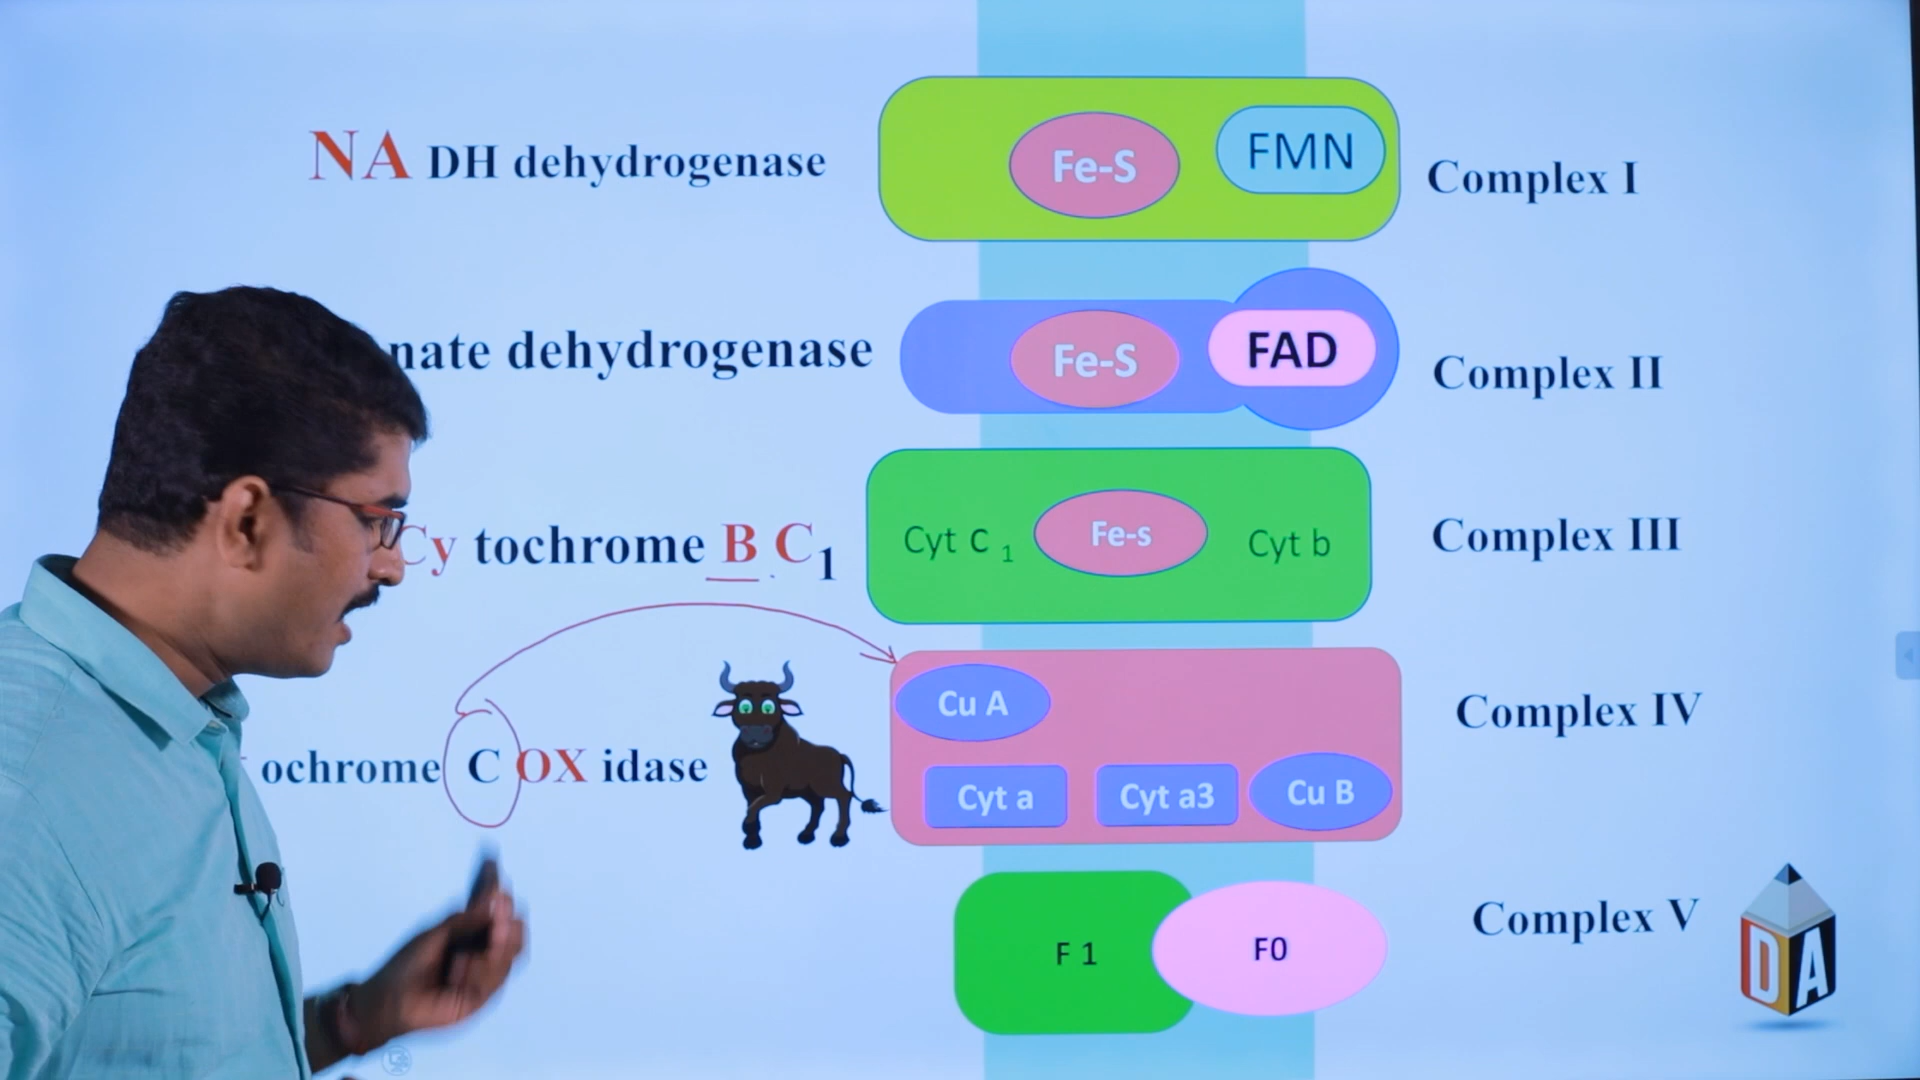 NA DH dehydrogenase
Fe-S
FMN
Complex I
nate dehydrogenase
Fe-S
FAD
Complex II
Cy tochrome B C1
Cyt c 1
Fe-s
Cyt b
Complex III
ochrome C OX idase
Cu A
Cyt a
Cyt a3
Cu B
Complex IV
F 1
F0
Complex V
DA